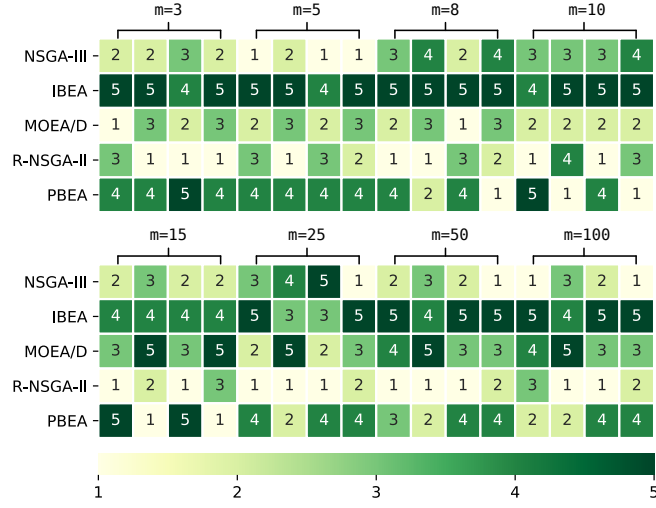 m=3 m=5 m=8 m=10
NSGA-III 2 2 3 2 1 2 1 1 3 4 2 4 3 3 3 4
IBEA 5 5 4 5 5 5 4 5 5 5 5 5 4 5 5 5
MOEA/D 1 3 2 3 2 3 2 3 2 3 1 3 2 2 2 2
R-NSGA-II 3 1 1 1 3 1 3 2 1 1 3 2 1 4 1 3
PBEA 4 4 5 4 4 4 4 4 4 2 4 1 5 1 4 1
m=15 m=25 m=50 m=100
NSGA-III 2 3 2 2 3 4 5 1 2 3 2 1 1 3 2 1
IBEA 4 4 4 4 5 3 3 5 5 4 5 5 5 4 5 5
MOEA/D 3 5 3 5 2 5 2 3 4 5 3 3 4 5 3 3
R-NSGA-II 1 2 1 3 1 1 1 2 1 1 1 2 3 1 1 2
PBEA 5 1 5 1 4 2 4 4 3 2 4 4 2 2 4 4
1 2 3 4 5